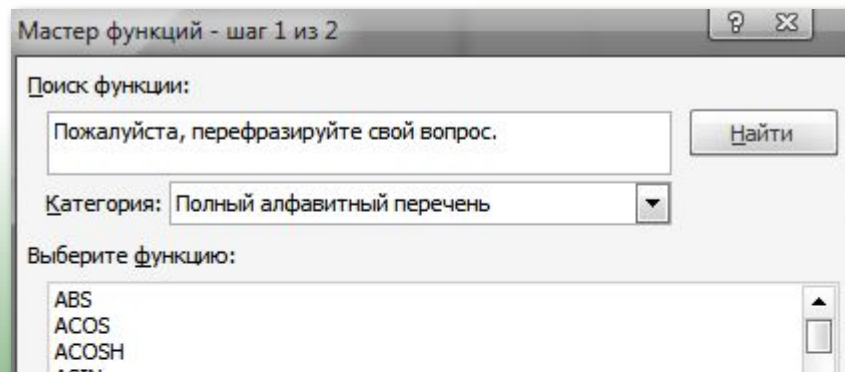 Мастер функций - шаг 1 из 2
Поиск функции:
Пожалуйста, перефразируйте свой вопрос.
Найти
Категория: Полный алфавитный перечень
Выберите функцию:
ABS
ACOS
ACOSH